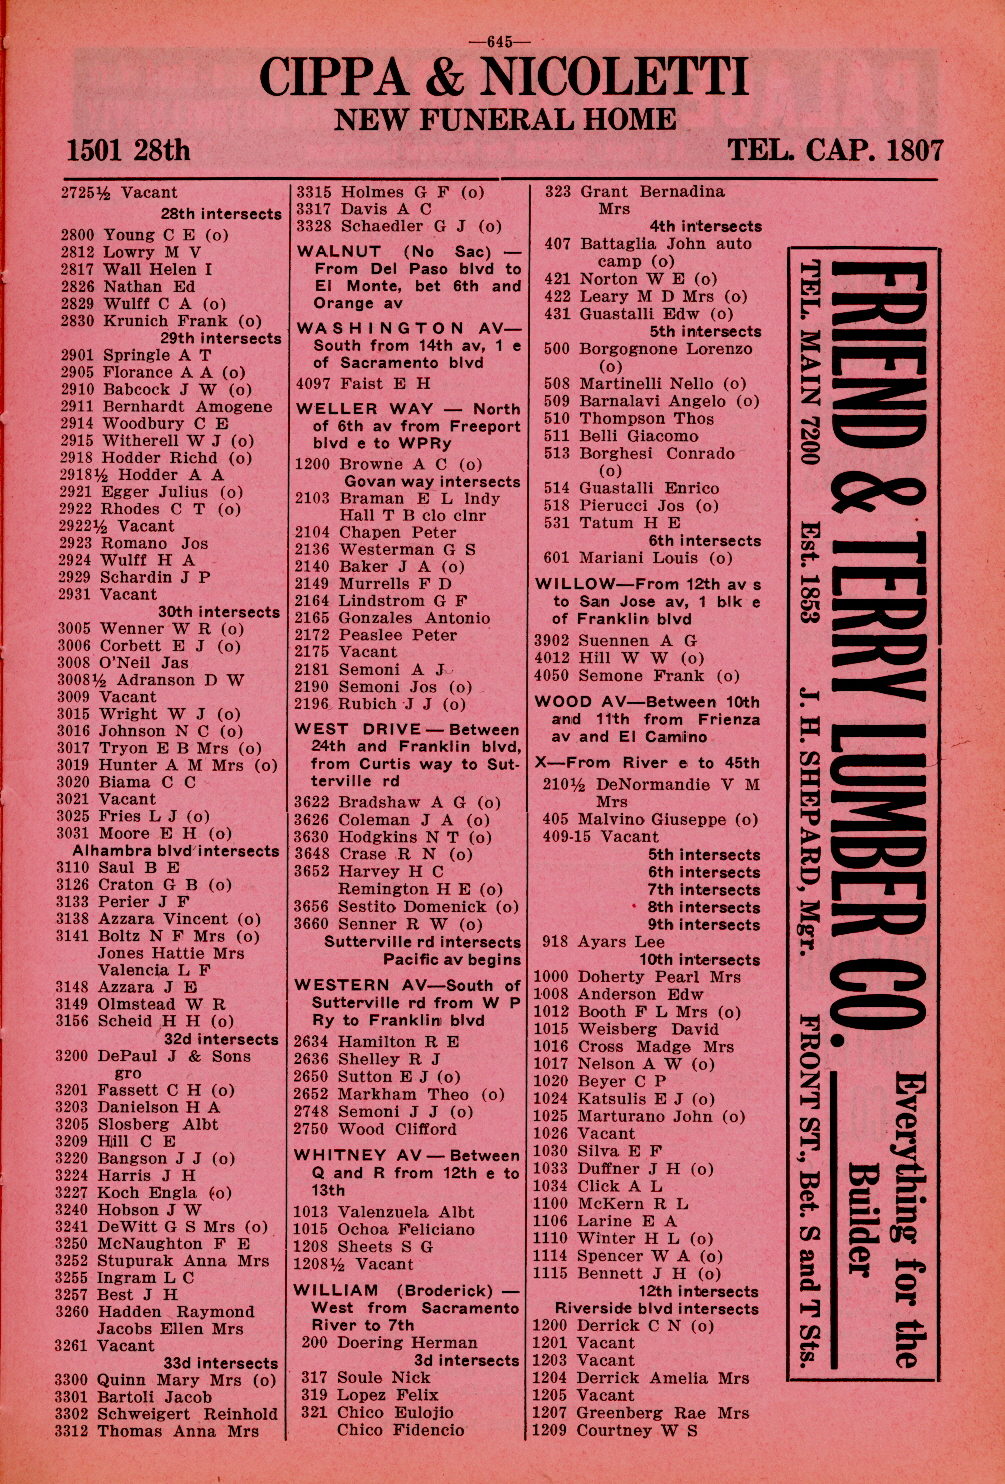 —645—
CIPPA & NICOLETTI
NEW FUNERAL HOME
1501 28th TEL. CAP. 1807
2725½ Vacant
28th intersects
2800 Young C E (o)
2812 Lowry M V
2817 Wall Helen I
2826 Nathan Ed
2829 Wulff C A (o)
2830 Krunich Frank (o)
29th intersects
2901 Springle A T
2905 Florance A A (o)
2910 Babcock J W (o)
2911 Bernhardt Amogene
2914 Woodbury C E
2915 Witherell W J (o)
2918 Hodder Richd (o)
2918½ Hodder A A
2921 Egger Julius (o)
2922 Rhodes C T (o)
2922½ Vacant
2923 Romano Jos
2924 Wulff H A
2929 Schardin J P
2931 Vacant
30th intersects
3005 Wenner W R (o)
3006 Corbett E J (o)
3008 O'Neil Jas
3008½ Adranson D W
3009 Vacant
3015 Wright W J (o)
3016 Johnson N C (o)
3017 Tryon E B Mrs (o)
3019 Hunter A M Mrs (o)
3020 Biama C C
3021 Vacant
3025 Fries L J (o)
3031 Moore E H (o)
Alhambra blvd intersects
3110 Saul B E
3126 Craton G B (o)
3133 Perier J F
3138 Azzara Vincent (o)
3141 Boltz N F Mrs (o)
Jones Hattie Mrs
Valencia L F
3148 Azzara J E
3149 Olmstead W R
3156 Scheid H H (o)
32d intersects
3200 DePaul J & Sons
gro
3201 Fassett C H (o)
3203 Danielson H A
3205 Slosberg Albt
3209 Hill C E
3220 Bangson J J (o)
3224 Harris J H
3227 Koch Engla (o)
3240 Hobson J W
3241 DeWitt G S Mrs (o)
3250 McNaughton F E
3252 Stupurak Anna Mrs
3255 Ingram L C
3257 Best J H
3260 Hadden Raymond
Jacobs Ellen Mrs
3261 Vacant
33d intersects
3300 Quinn Mary Mrs (o)
3301 Bartoli Jacob
3302 Schweigert Reinhold
3312 Thomas Anna Mrs
3315 Holmes G F (o)
3317 Davis A C
3328 Schaedler G J (o)
WALNUT (No Sac) —
From Del Paso blvd to
El Monte, bet 6th and
Orange av
WASHINGTON AV—
South from 14th av, 1 e
of Sacramento blvd
4097 Faist E H
WELLER WAY — North
of 6th av from Freeport
blvd e to WPRy
1200 Browne A C (o)
Govan way intersects
2103 Braman E L Indy
Hall T B clo clnr
2104 Chapen Peter
2136 Westerman G S
2140 Baker J A (o)
2149 Murrells F D
2164 Lindstrom G F
2165 Gonzales Antonio
2172 Peaslee Peter
2175 Vacant
2181 Semoni A J
2190 Semoni Jos (o)
2196 Rubich J J (o)
WEST DRIVE — Between
24th and Franklin blvd,
from Curtis way to Sut-
terville rd
3622 Bradshaw A G (o)
3626 Coleman J A (o)
3630 Hodgkins N T (o)
3648 Crase R N (o)
3652 Harvey H C
Remington H E (o)
3656 Sestito Domenick (o)
3660 Senner R W (o)
Sutterville rd intersects
Pacific av begins
WESTERN AV—South of
Sutterville rd from W P
Ry to Franklin blvd
2634 Hamilton R E
2636 Shelley R J
2650 Sutton E J (o)
2652 Markham Theo (o)
2748 Semoni J J (o)
2750 Wood Clifford
WHITNEY AV — Between
Q and R from 12th e to
13th
1013 Valenzuela Albt
1015 Ochoa Feliciano
1208 Sheets S G
1208½ Vacant
WILLIAM (Broderick) —
West from Sacramento
River to 7th
200 Doering Herman
3d intersects
317 Soule Nick
319 Lopez Felix
321 Chico Eulojio
Chico Fidencio
323 Grant Bernadina
Mrs
4th intersects
407 Battaglia John auto
camp (o)
421 Norton W E (o)
422 Leary M D Mrs (o)
431 Guastalli Edw (o)
5th intersects
500 Borgognone Lorenzo
(o)
508 Martinelli Nello (o)
509 Barnalavi Angelo (o)
510 Thompson Thos
511 Belli Giacomo
513 Borghesi Conrado
(o)
514 Guastalli Enrico
518 Pierucci Jos (o)
531 Tatum H E
6th intersects
601 Mariani Louis (o)
WILLOW—From 12th av s
to San Jose av, 1 blk e
of Franklin blvd
3902 Suennen A G
4012 Hill W W (o)
4050 Semone Frank (o)
WOOD AV—Between 10th
and 11th from Frienza
av and El Camino
X—From River e to 45th
210½ DeNormandie V M
Mrs
405 Malvino Giuseppe (o)
409-15 Vacant
5th intersects
6th intersects
7th intersects
8th intersects
9th intersects
918 Ayars Lee
10th intersects
1000 Doherty Pearl Mrs
1008 Anderson Edw
1012 Booth F L Mrs (o)
1015 Weisberg David
1016 Cross Madge Mrs
1017 Nelson A W (o)
1020 Beyer C P
1024 Katsulis E J (o)
1025 Marturano John (o)
1026 Vacant
1030 Silva E F
1033 Duffner J H (o)
1034 Click A L
1100 McKern R L
1106 Larine E A
1110 Winter H L (o)
1114 Spencer W A (o)
1115 Bennett J H (o)
12th intersects
Riverside blvd intersects
1200 Derrick C N (o)
1201 Vacant
1203 Vacant
1204 Derrick Amelia Mrs
1205 Vacant
1207 Greenberg Rae Mrs
1209 Courtney W S
FRIEND & TERRY LUMBER CO.
Everything for the
Builder
TEL. MAIN 7200 Est. 1853 J. H. SHEPARD, Mgr. FRONT ST., Bet. S and T Sts.